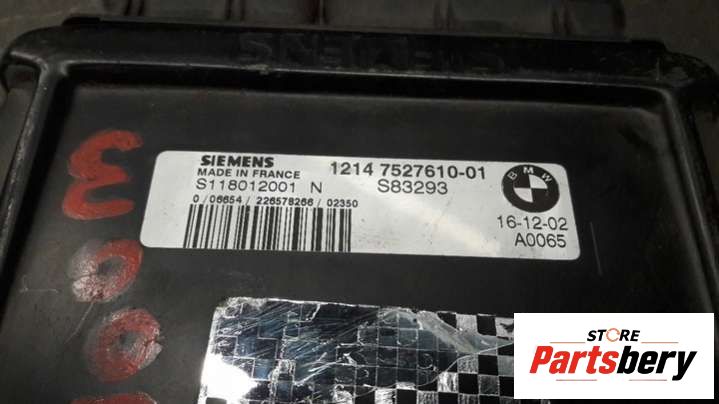 SIEMENS
SIEMENS
MADE IN FRANCE
1214 7527610-01
S118012001 N S83293
0 / 06654 / 226578266 / 02350
BMW
16-12-02
A0065
STORE
Partsbery